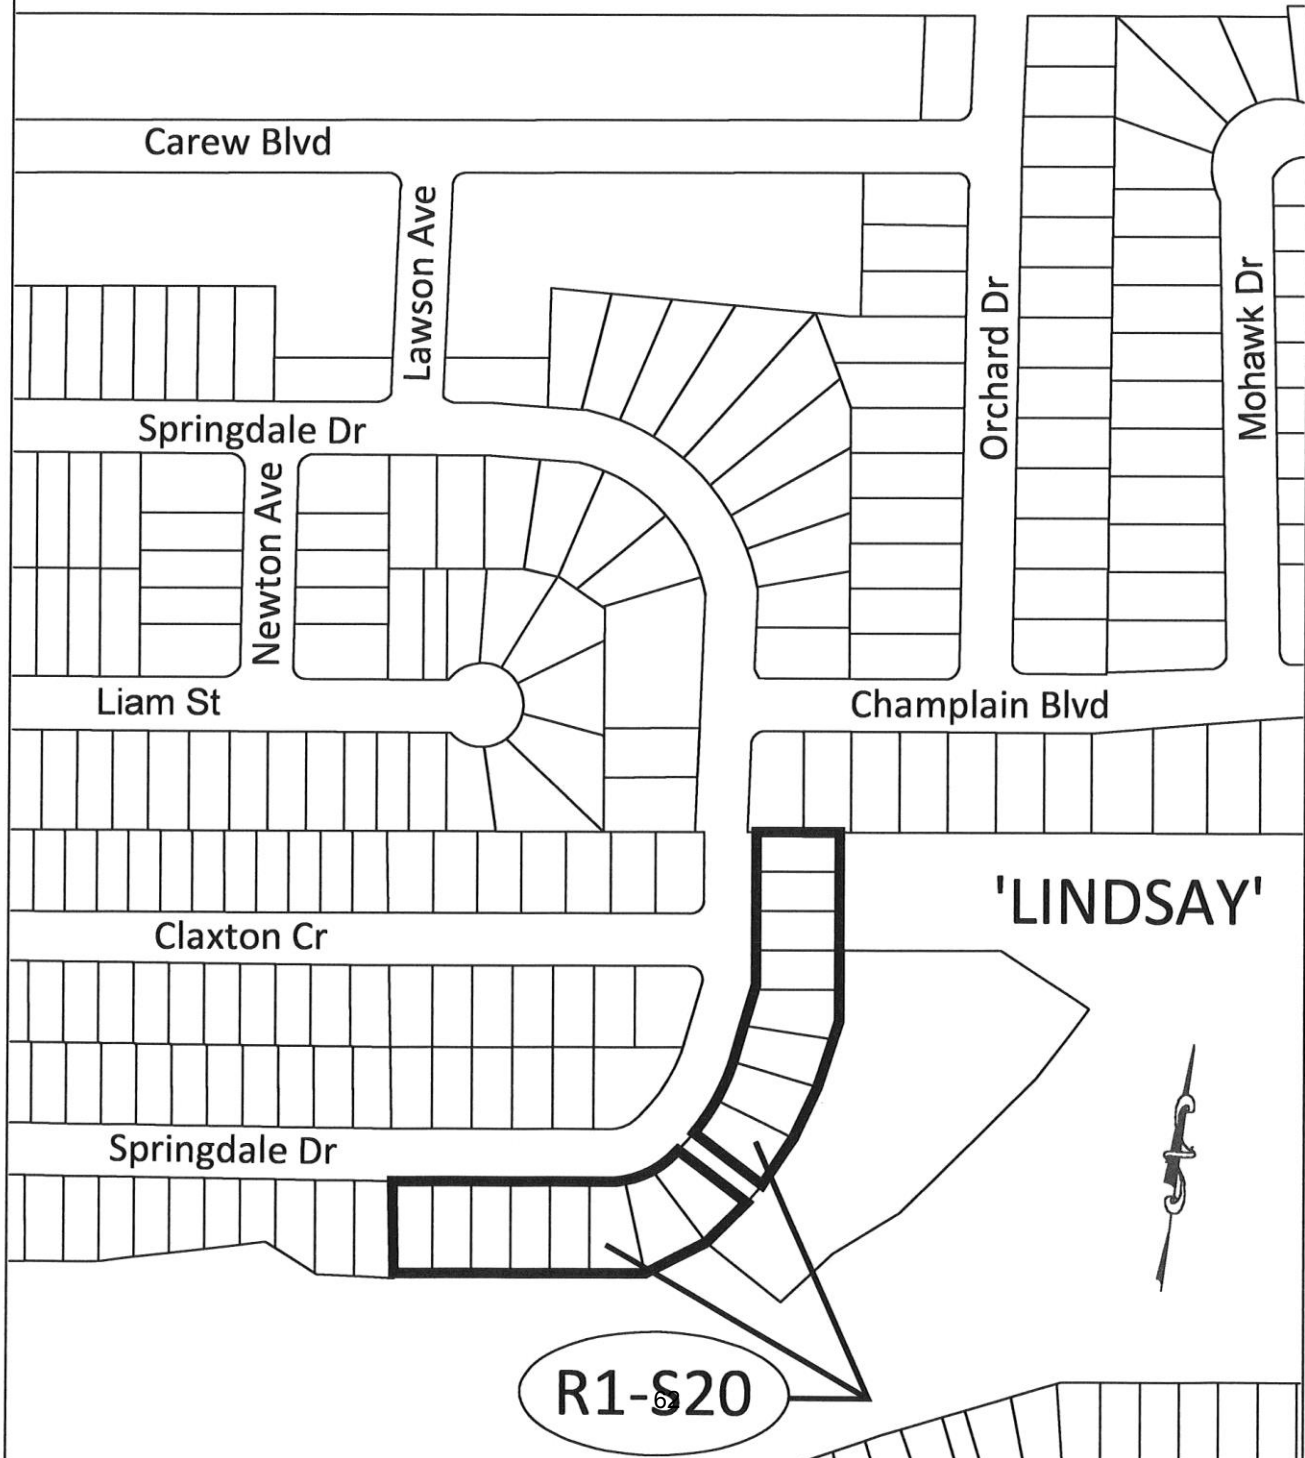 Carew Blvd
Lawson Ave
Orchard Dr
Mohawk Dr
Springdale Dr
Newton Ave
Liam St
Champlain Blvd
'LINDSAY'
Claxton Cr
Springdale Dr
R1-S20
62